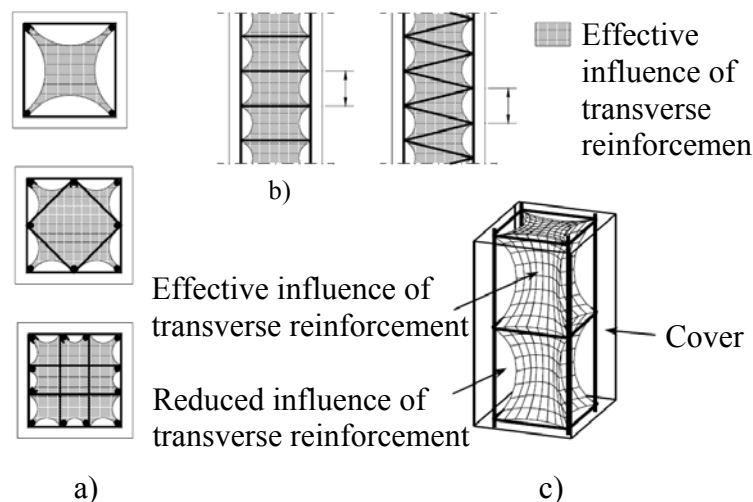 Effective
influence of
transverse
reinforcemen
b)
Effective influence of
transverse reinforcement
Cover
Reduced influence of
transverse reinforcement
a)
c)